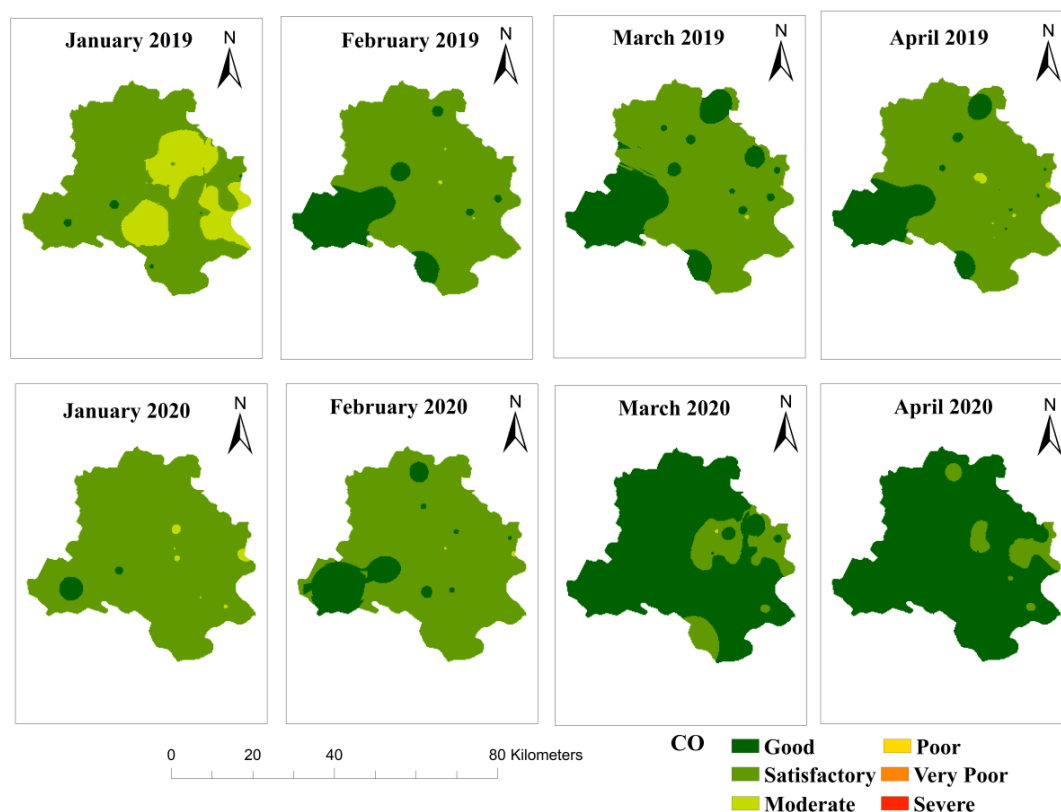 January 2019
N
February 2019
N
March 2019
N
April 2019
N
January 2020
N
February 2020
N
March 2020
N
April 2020
N
0 20 40 80 Kilometers
CO
Good Poor
Satisfactory Very Poor
Moderate Severe